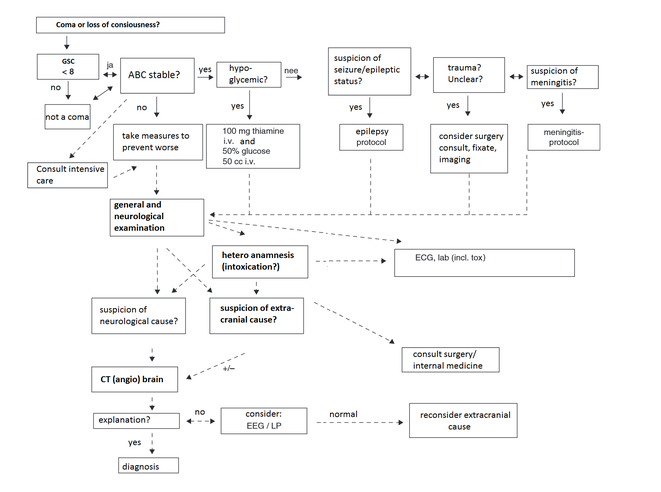 Coma or loss of consiousness?
GSC
< 8
ja
ABC stable?
yes
hypo-
glycemic?
nee
suspicion of
seizure/epileptic
status?
trauma?
Unclear?
suspicion of
meningitis?
no
not a coma
no
yes
yes
yes
yes
take measures to
prevent worse
100 mg thiamine
i.v. and
50% glucose
50 cc i.v.
epilepsy
protocol
consider surgery
consult, fixate,
imaging
meningitis-
protocol
Consult intensive
care
general and
neurological
examination
hetero anamnesis
(intoxication?)
ECG, lab (incl. tox)
suspicion of
neurological cause?
suspicion of extra-
cranial cause?
consult surgery/
internal medicine
+/–
CT (angio) brain
explanation?
no
consider:
EEG / LP
normal
reconsider extracranial
cause
yes
diagnosis